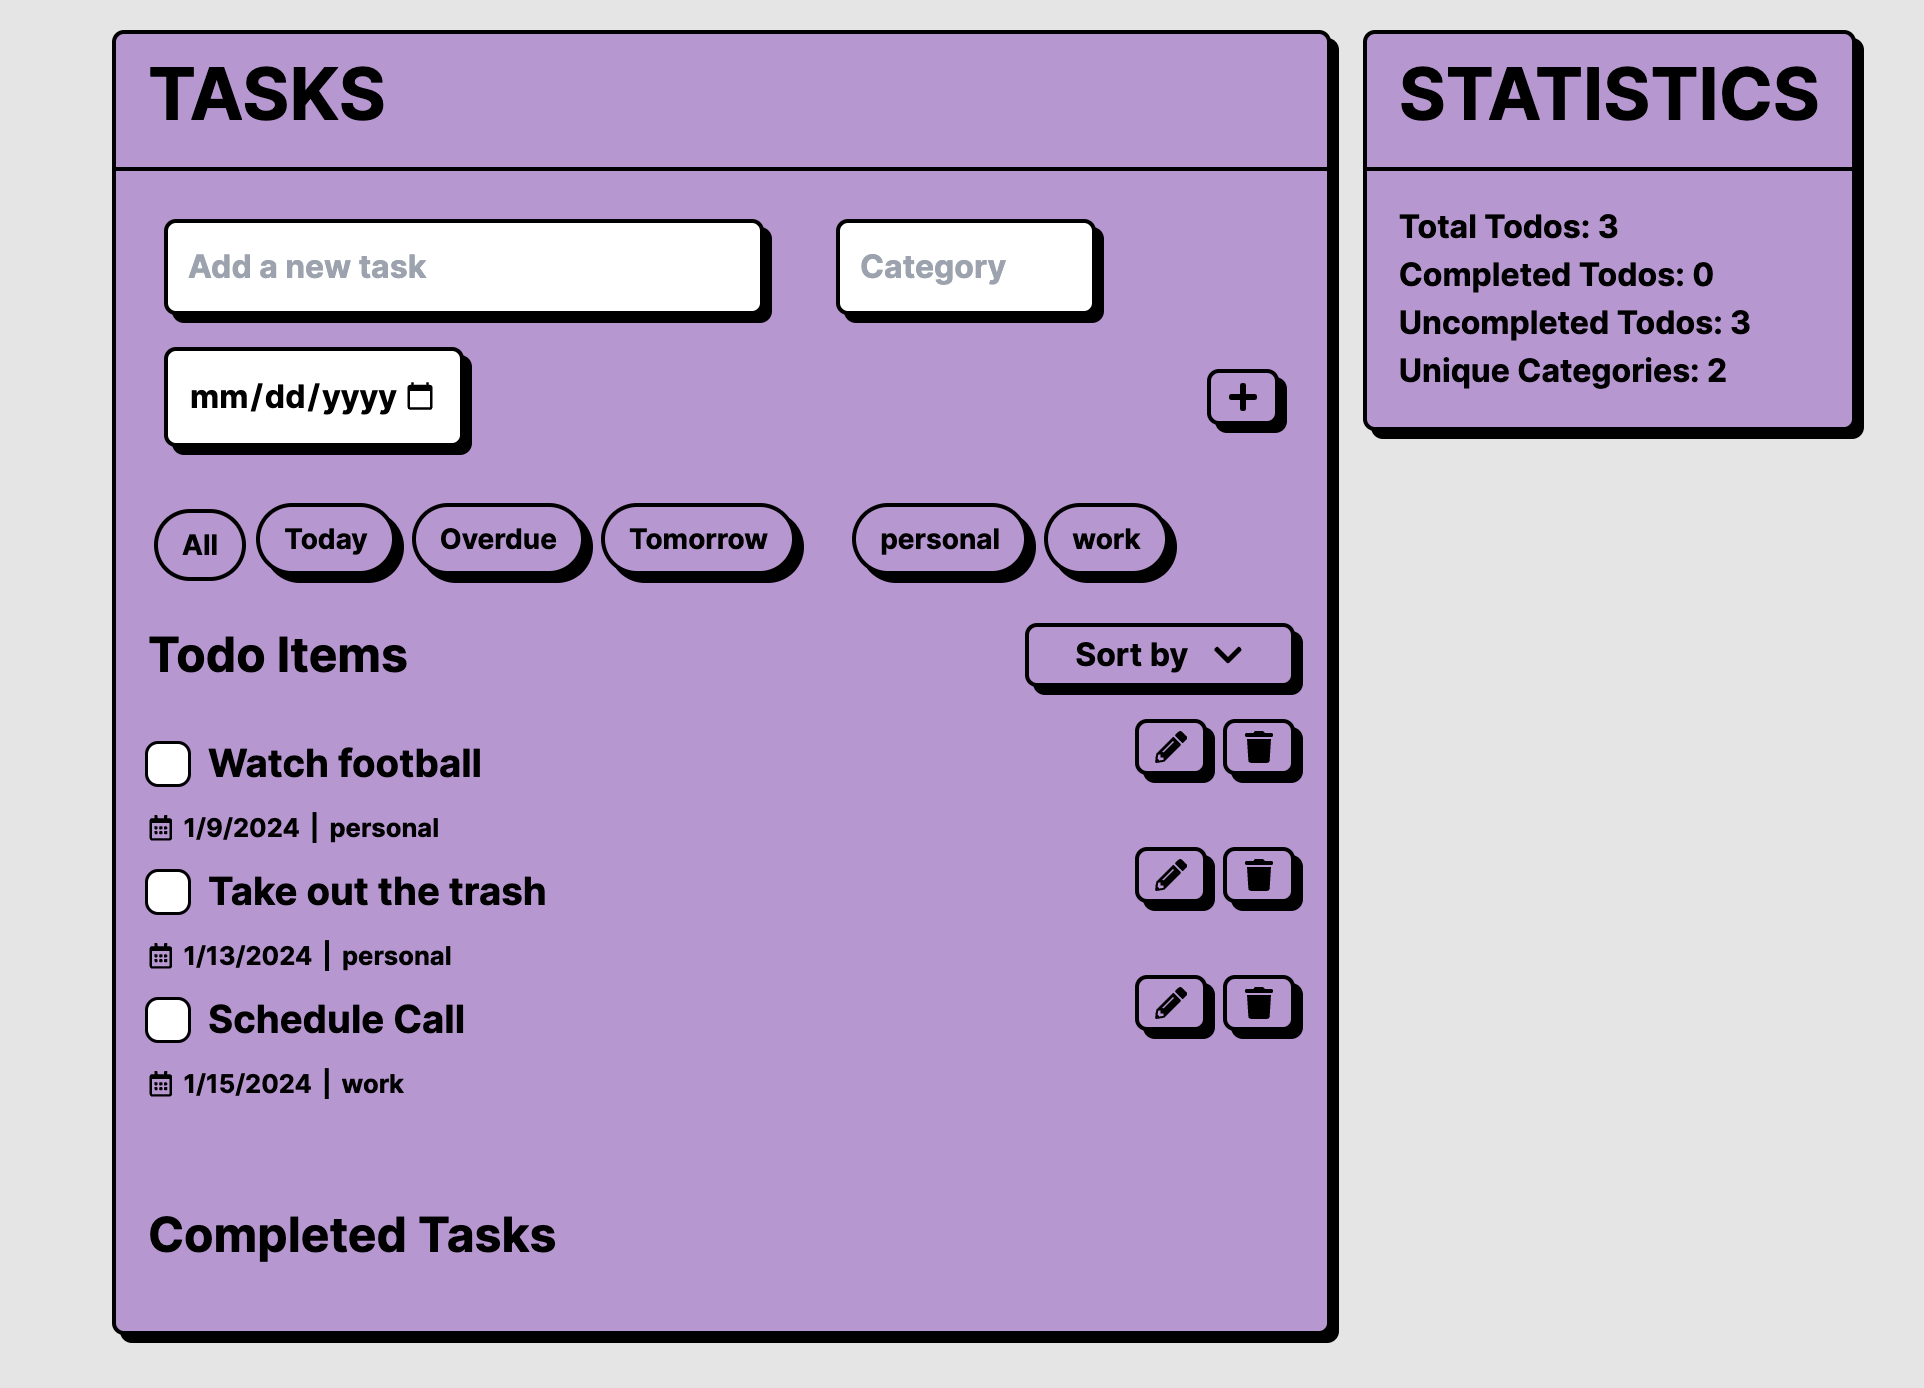 TASKS
Add a new task
Category
mm/dd/yyyy
All
Today
Overdue
Tomorrow
personal
work
Todo Items
Sort by
Watch football
1/9/2024 | personal
Take out the trash
1/13/2024 | personal
Schedule Call
1/15/2024 | work
Completed Tasks
STATISTICS
Total Todos: 3
Completed Todos: 0
Uncompleted Todos: 3
Unique Categories: 2